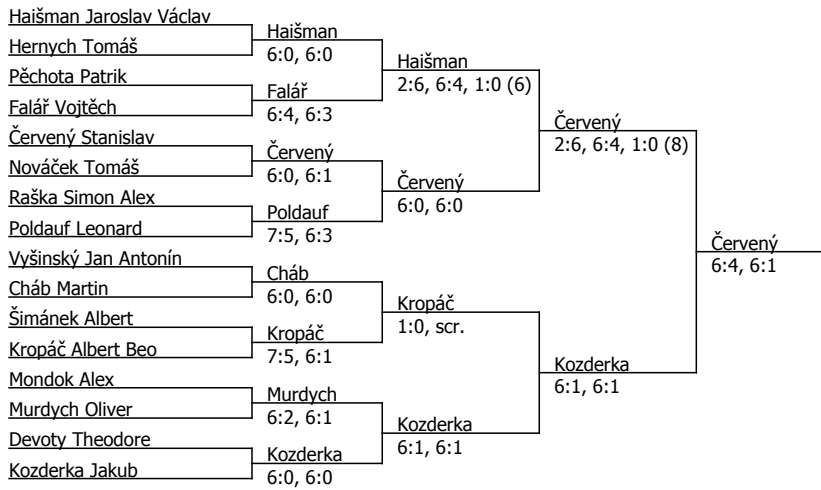 Haišman Jaroslav Václav
Hernych Tomáš
Pěchota Patrik
Falář Vojtěch
Červený Stanislav
Nováček Tomáš
Raška Simon Alex
Poldauf Leonard
Vyšinský Jan Antonín
Cháb Martin
Šimánek Albert
Kropáč Albert Beo
Mondok Alex
Murdych Oliver
Devoty Theodore
Kozderka Jakub
Haišman
6:0, 6:0
Falář
6:4, 6:3
Červený
6:0, 6:1
Poldauf
7:5, 6:3
Cháb
6:0, 6:0
Kropáč
7:5, 6:1
Murdych
6:2, 6:1
Kozderka
6:0, 6:0
Haišman
2:6, 6:4, 1:0 (6)
Červený
6:0, 6:0
Kropáč
1:0, scr.
Kozderka
6:1, 6:1
Červený
2:6, 6:4, 1:0 (8)
Kozderka
6:1, 6:1
Červený
6:4, 6:1